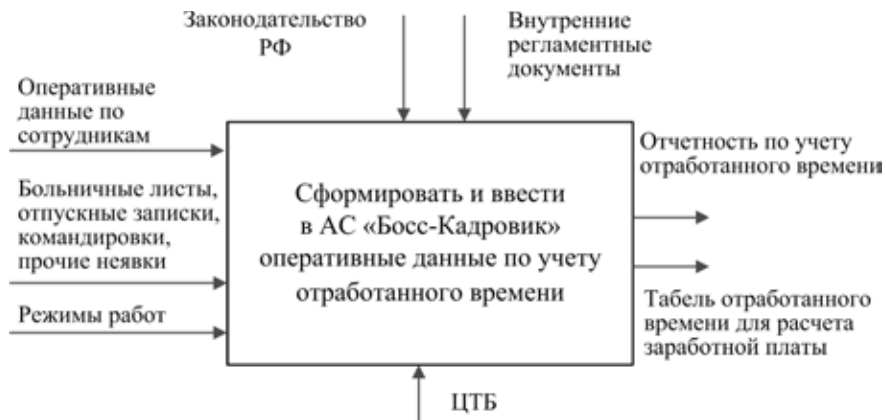 Законодательство
РФ
Внутренние
регламентные
документы
Оперативные
данные по
сотрудникам
Больничные листы,
отпускные записки,
командировки,
прочие неявки
Режимы работ
Сформировать и ввести
в АС «Босс-Кадровик»
оперативные данные по учету
отработанного времени
Отчетность по учету
отработанного времени
Табель отработанного
времени для расчета
заработной платы
ЦТБ